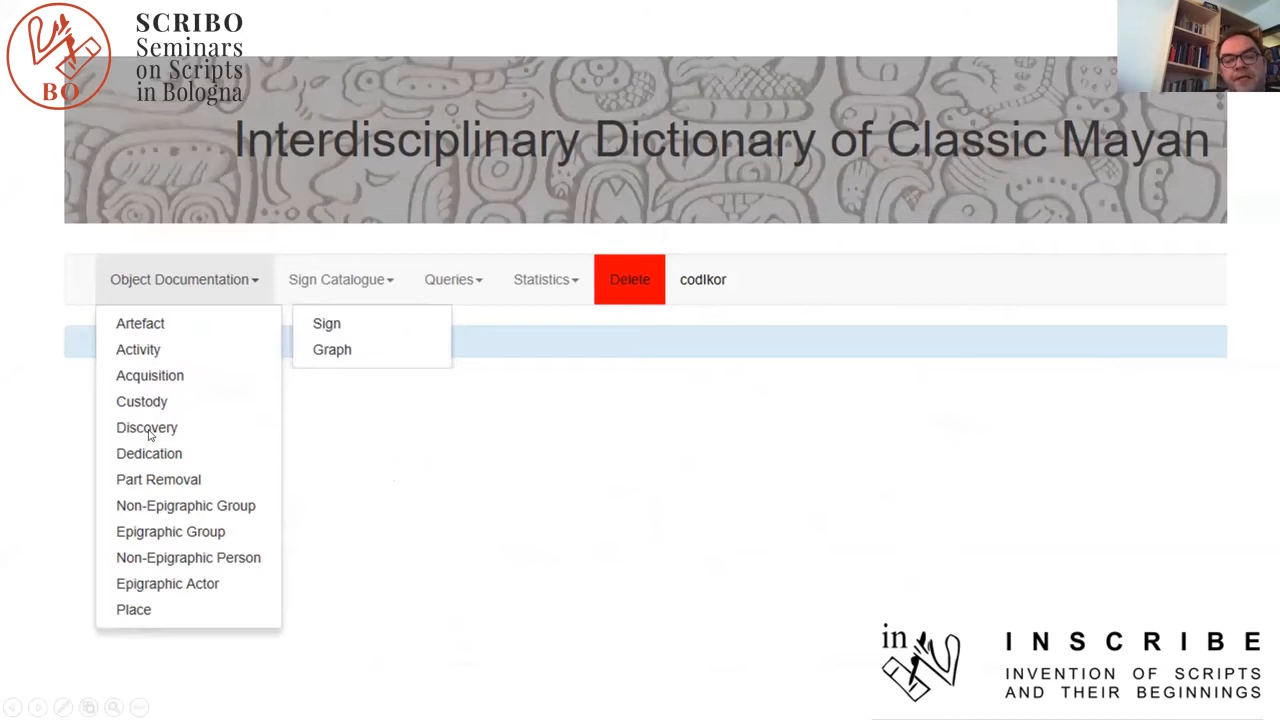 SCRIBO
Seminars
on Scripts
in Bologna
BO
Interdisciplinary Dictionary of Classic Mayan
Object Documentation
Sign Catalogue
Queries
Statistics
Delete
codlkor
Artefact
Activity
Acquisition
Custody
Discovery
Dedication
Part Removal
Non-Epigraphic Group
Epigraphic Group
Non-Epigraphic Person
Epigraphic Actor
Place
Sign
Graph
in
INSCRIBE
INVENTION OF SCRIPTS
AND THEIR BEGINNINGS